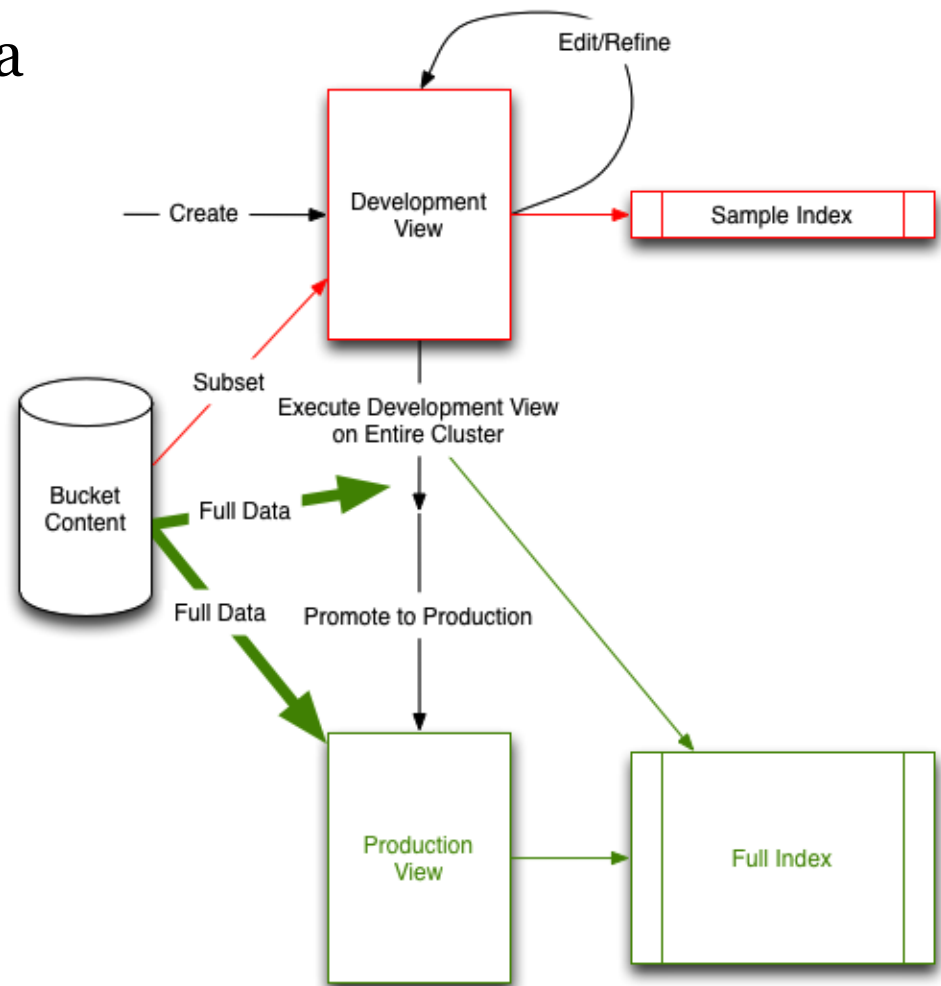 a
Edit/Refine
Development
View
Create
Sample Index
Subset
Execute Development View
on Entire Cluster
Bucket
Content
Full Data
Full Data
Promote to Production
Production
View
Full Index